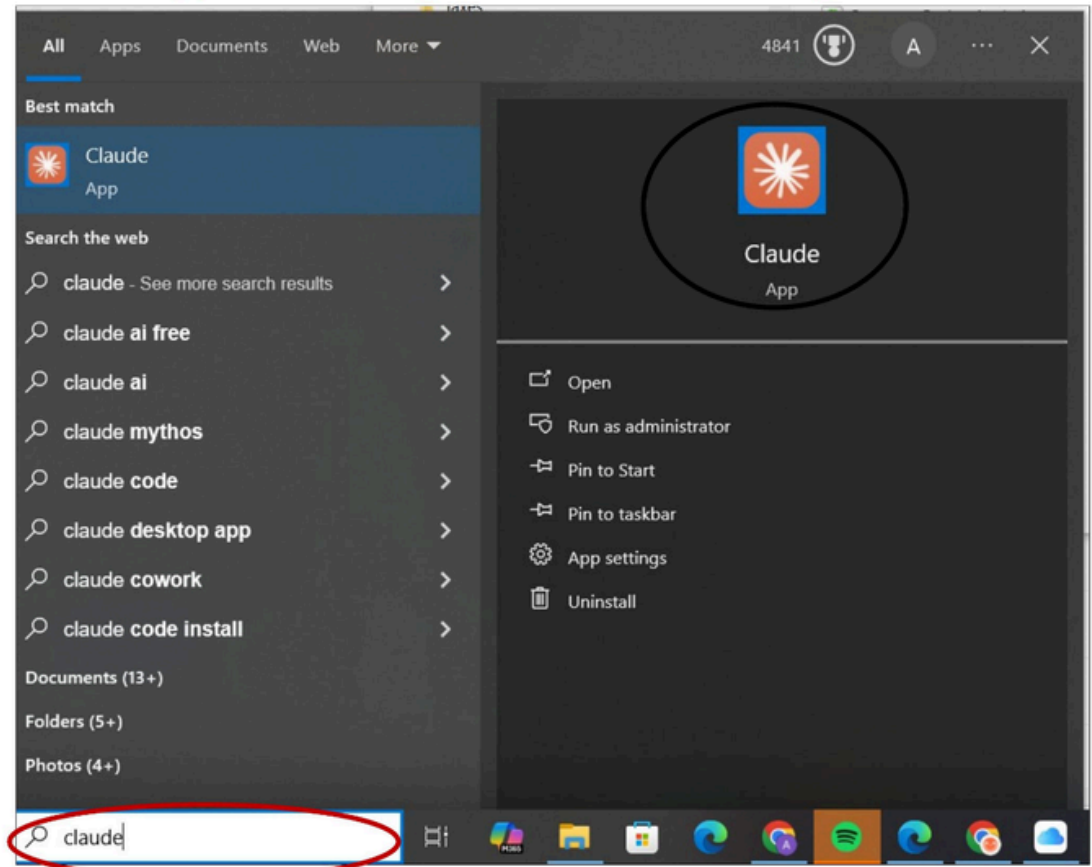 All Apps Documents Web More
4841
A
Best match
Claude
App
Search the web
claude - See more search results
claude ai free
claude ai
claude mythos
claude code
claude desktop app
claude cowork
claude code install
Documents (13+)
Folders (5+)
Photos (4+)
Claude
App
Open
Run as administrator
Pin to Start
Pin to taskbar
App settings
Uninstall
claude
M365
A